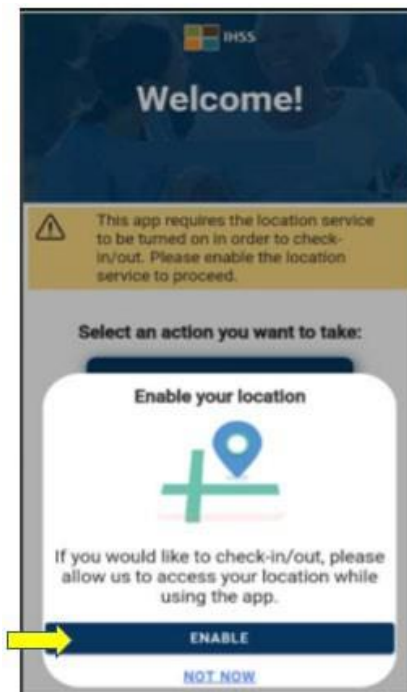 IHSS
Welcome!
This app requires the location service
to be turned on in order to check-
in/out. Please enable the location
service to proceed.
Select an action you want to take:
Enable your location
If you would like to check-in/out, please
allow us to access your location while
using the app.
ENABLE
NOT NOW